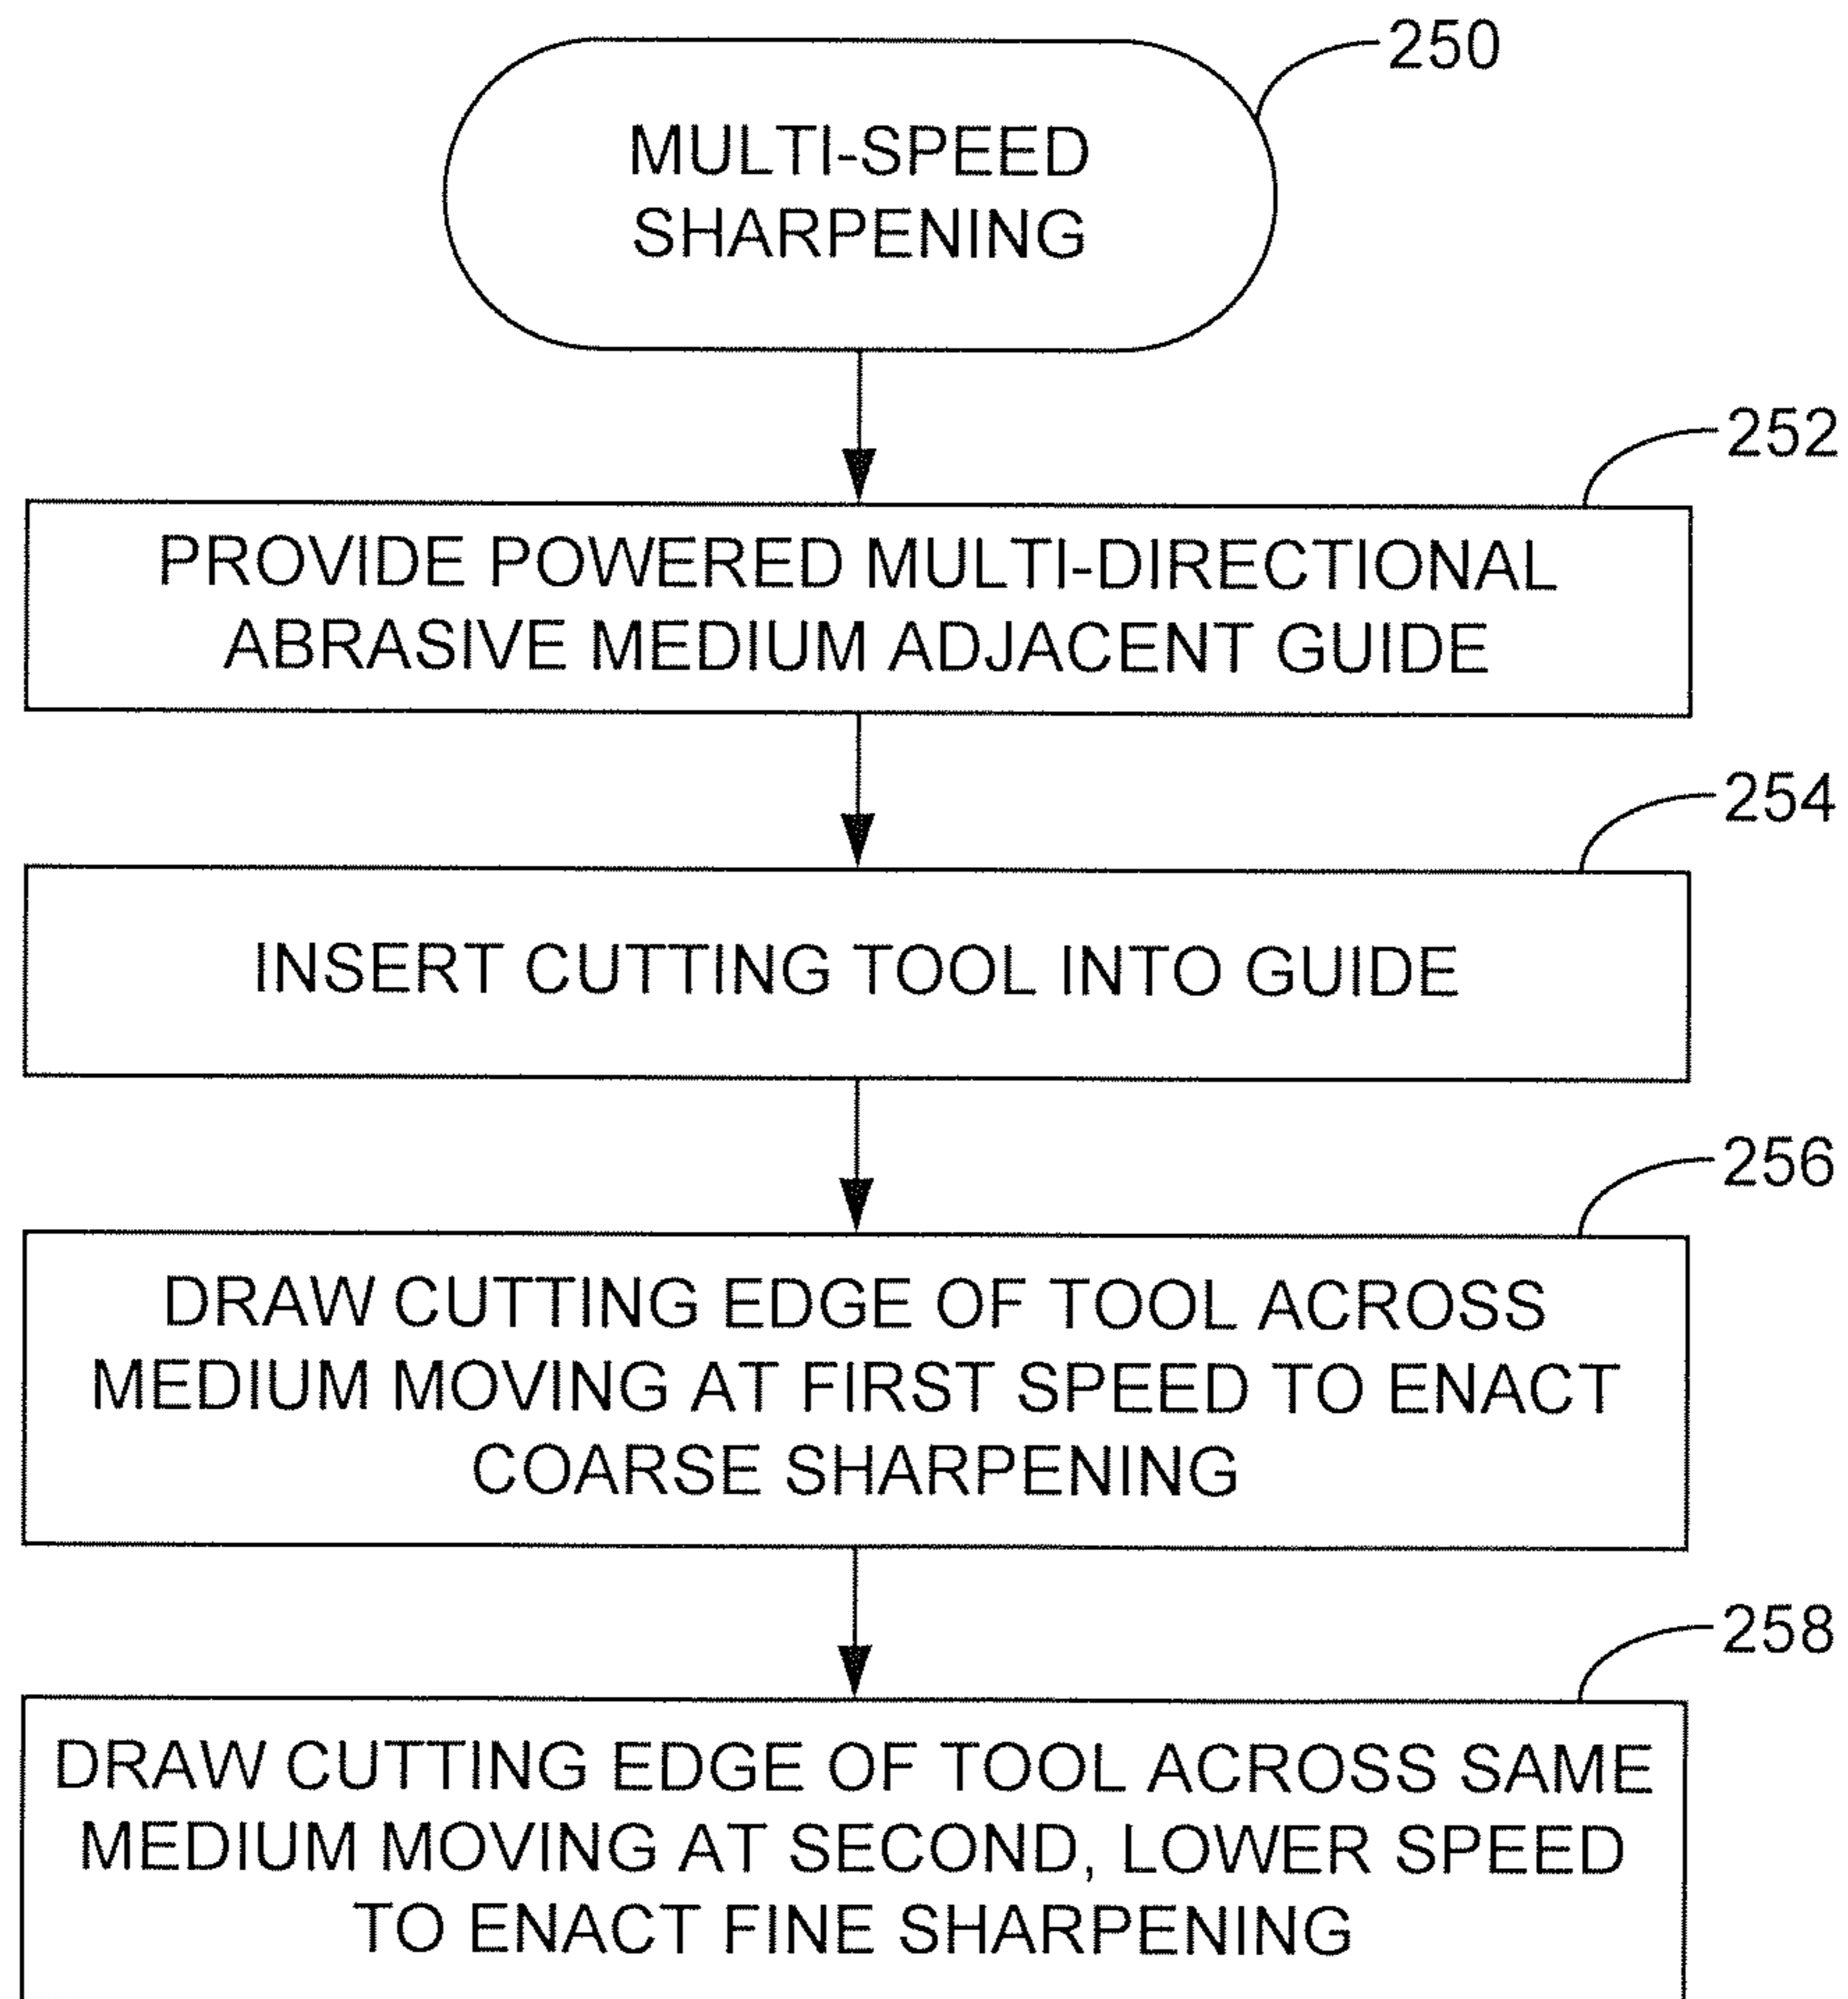 250
MULTI-SPEED
SHARPENING
252
PROVIDE POWERED MULTI-DIRECTIONAL
ABRASIVE MEDIUM ADJACENT GUIDE
254
INSERT CUTTING TOOL INTO GUIDE
256
DRAW CUTTING EDGE OF TOOL ACROSS
MEDIUM MOVING AT FIRST SPEED TO ENACT
COARSE SHARPENING
258
DRAW CUTTING EDGE OF TOOL ACROSS SAME
MEDIUM MOVING AT SECOND, LOWER SPEED
TO ENACT FINE SHARPENING